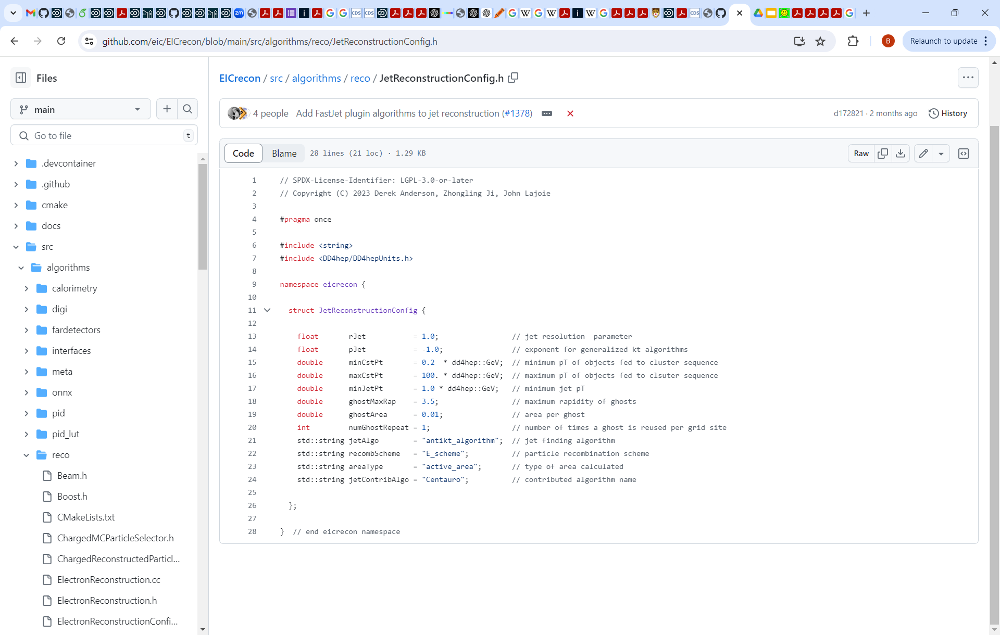 zm
CDS
CDS
W
W
W
CDS
github.com/eic/EICrecon/blob/main/src/algorithms/reco/JetReconstructionConfig.h
B
Relaunch to update
Files
main
Go to file
t
.devcontainer
.github
cmake
docs
src
algorithms
calorimetry
digi
fardetectors
interfaces
meta
onnx
pid
pid_lut
reco
Beam.h
Boost.h
CMakeLists.txt
ChargedMCParticleSelector.h
ChargedReconstructedParticl...
ElectronReconstruction.cc
ElectronReconstruction.h
ElectronReconstructionConfi...
EICrecon / src / algorithms / reco / JetReconstructionConfig.h
4 people Add FastJet plugin algorithms to jet reconstruction (#1378)
d172821 · 2 months ago History
Code Blame 28 lines (21 loc) · 1.29 KB
Raw
1 // SPDX-License-Identifier: LGPL-3.0-or-later
2 // Copyright (C) 2023 Derek Anderson, Zhongling Ji, John Lajoie
3
4 #pragma once
5
6 #include <string>
7 #include <DD4hep/DD4hepUnits.h>
8
9 namespace eicrecon {
10
11 struct JetReconstructionConfig {
12
13 float rJet = 1.0; // jet resolution  parameter
14 float pJet = -1.0; // exponent for generalized kt algorithms
15 double minCstPt = 0.2  * dd4hep::GeV; // minimum pT of objects fed to cluster sequence
16 double maxCstPt = 100. * dd4hep::GeV; // maximum pT of objects fed to clsuter sequence
17 double minJetPt = 1.0 * dd4hep::GeV; // minimum jet pT
18 double ghostMaxRap = 3.5; // maximum rapidity of ghosts
19 double ghostArea = 0.01; // area per ghost
20 int numGhostRepeat = 1; // number of times a ghost is reused per grid site
21 std::string jetAlgo = "antikt_algorithm"; // jet finding algorithm
22 std::string recombScheme = "E_scheme"; // particle recombination scheme
23 std::string areaType = "active_area"; // type of area calculated
24 std::string jetContribAlgo = "Centauro"; // contributed algorithm name
25
26 };
27
28 } // end eicrecon namespace